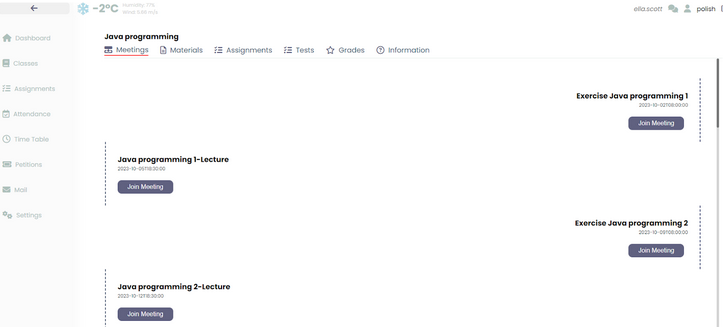 -2°C
Humidity: 77%
ella.scott
polish
Java programming
Meetings
Materials
Assignments
Tests
Grades
Information
Dashboard
Classes
Assignments
Attendance
Time Table
Petitions
Mail
Settings
Exercise Java programming 1
2023-10-02T08:00:00
Join Meeting
Java programming 1-Lecture
2023-10-05T18:30:00
Join Meeting
Exercise Java programming 2
2023-10-09T08:00:00
Join Meeting
Java programming 2-Lecture
2023-10-12T18:30:00
Join Meeting